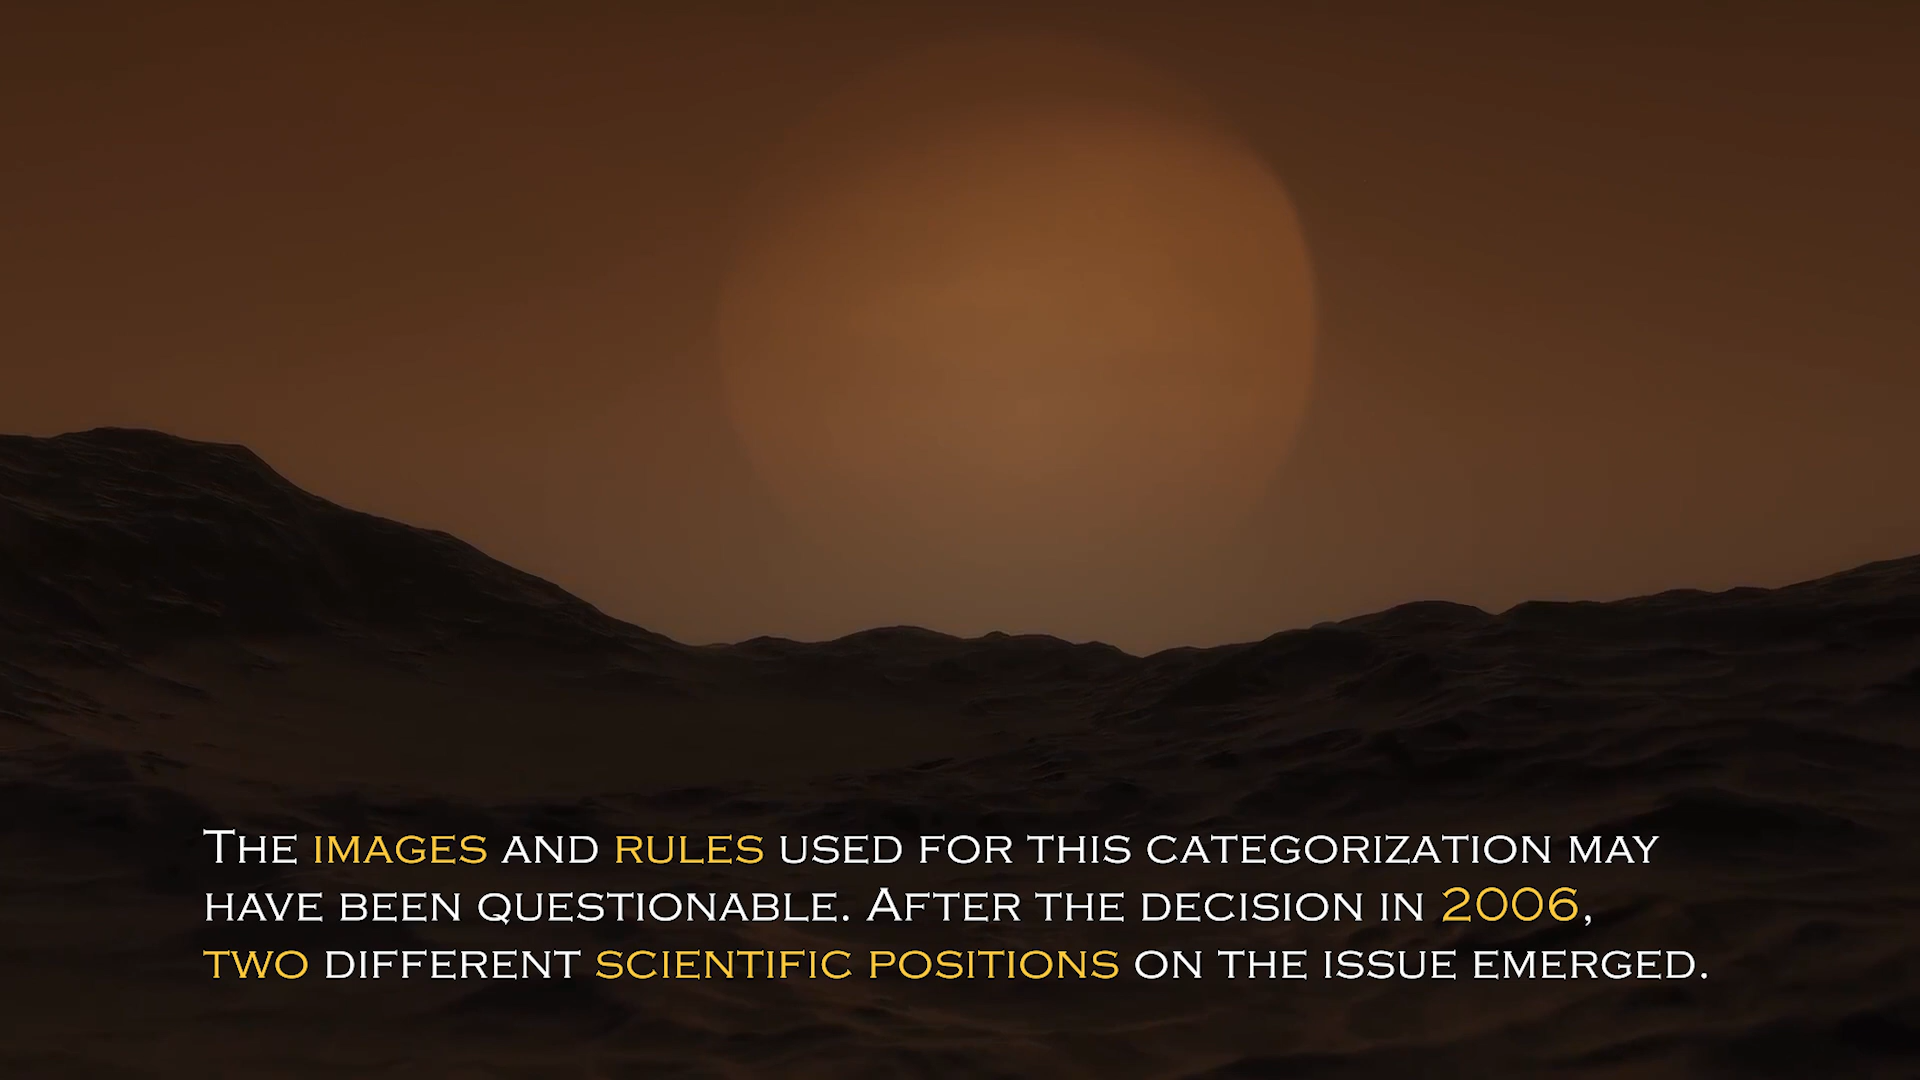 The images and rules used for this categorization may
have been questionable. After the decision in 2006,
two different scientific positions on the issue emerged.